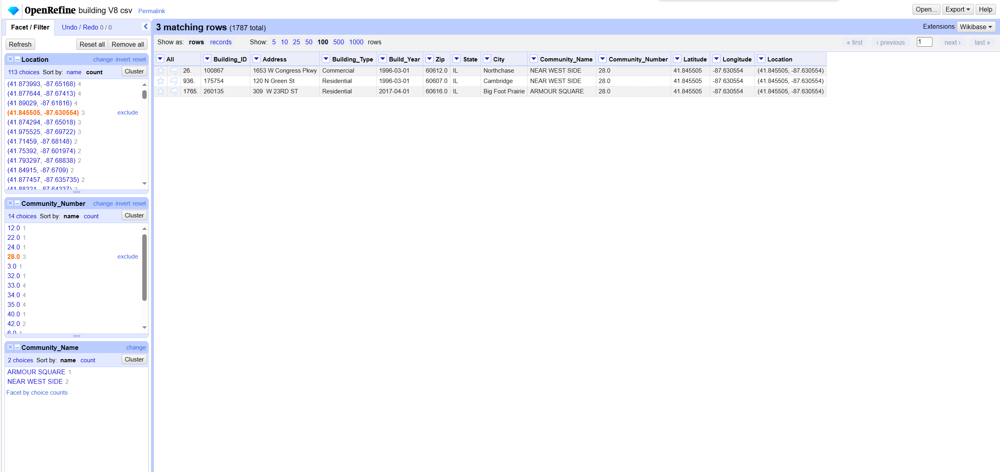 OpenRefine building V8 csv Permalink Open... Export Help
Facet / Filter Undo / Redo 0 / 0
Refresh Reset all Remove all
Location change invert reset
113 choices Sort by: name count Cluster
(41.873993, -87.65168) 4
(41.877644, -87.67413) 4
(41.89029, -87.61816) 4
(41.845505, -87.630554) 3 exclude
(41.874294, -87.65018) 3
(41.975525, -87.69722) 3
(41.71459, -87.68148) 2
(41.75392, -87.601974) 2
(41.793297, -87.68838) 2
(41.84915, -87.6709) 2
(41.877457, -87.635735) 2
(41.88321, -87.64337) 2
Community_Number change invert reset
14 choices Sort by: name count Cluster
12.0 1
22.0 1
24.0 1
28.0 3 exclude
3.0 1
32.0 1
33.0 4
34.0 4
35.0 4
40.0 1
42.0 2
6.0 1
Community_Name change
2 choices Sort by: name count Cluster
ARMOUR SQUARE 1
NEAR WEST SIDE 2
Facet by choice counts
3 matching rows (1787 total) Extensions Wikibase
Show as: rows records Show: 5 10 25 50 100 500 1000 rows « first ‹ previous 1 next › last »
All Building_ID Address Building_Type Build_Year Zip State City Community_Name Community_Number Latitude Longitude Location
26. 100867 1653 W Congress Pkwy Commercial 1996-03-01 60612.0 IL Northchase NEAR WEST SIDE 28.0 41.845505 -87.630554 (41.845505, -87.630554)
936. 175754 120 N Green St Residential 1996-03-01 60607.0 IL Cambridge NEAR WEST SIDE 28.0 41.845505 -87.630554 (41.845505, -87.630554)
1765. 260135 309  W 23RD ST Residential 2017-04-01 60616.0 IL Big Foot Prairie ARMOUR SQUARE 28.0 41.845505 -87.630554 (41.845505, -87.630554)